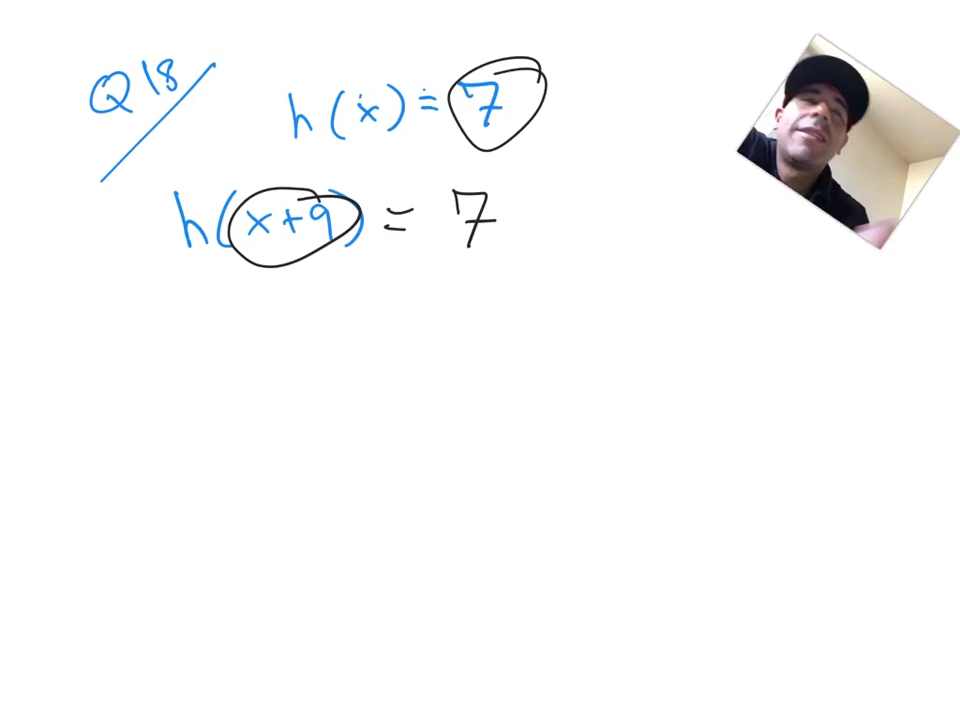 Q18
h(x) = 7
h(x+9) = 7